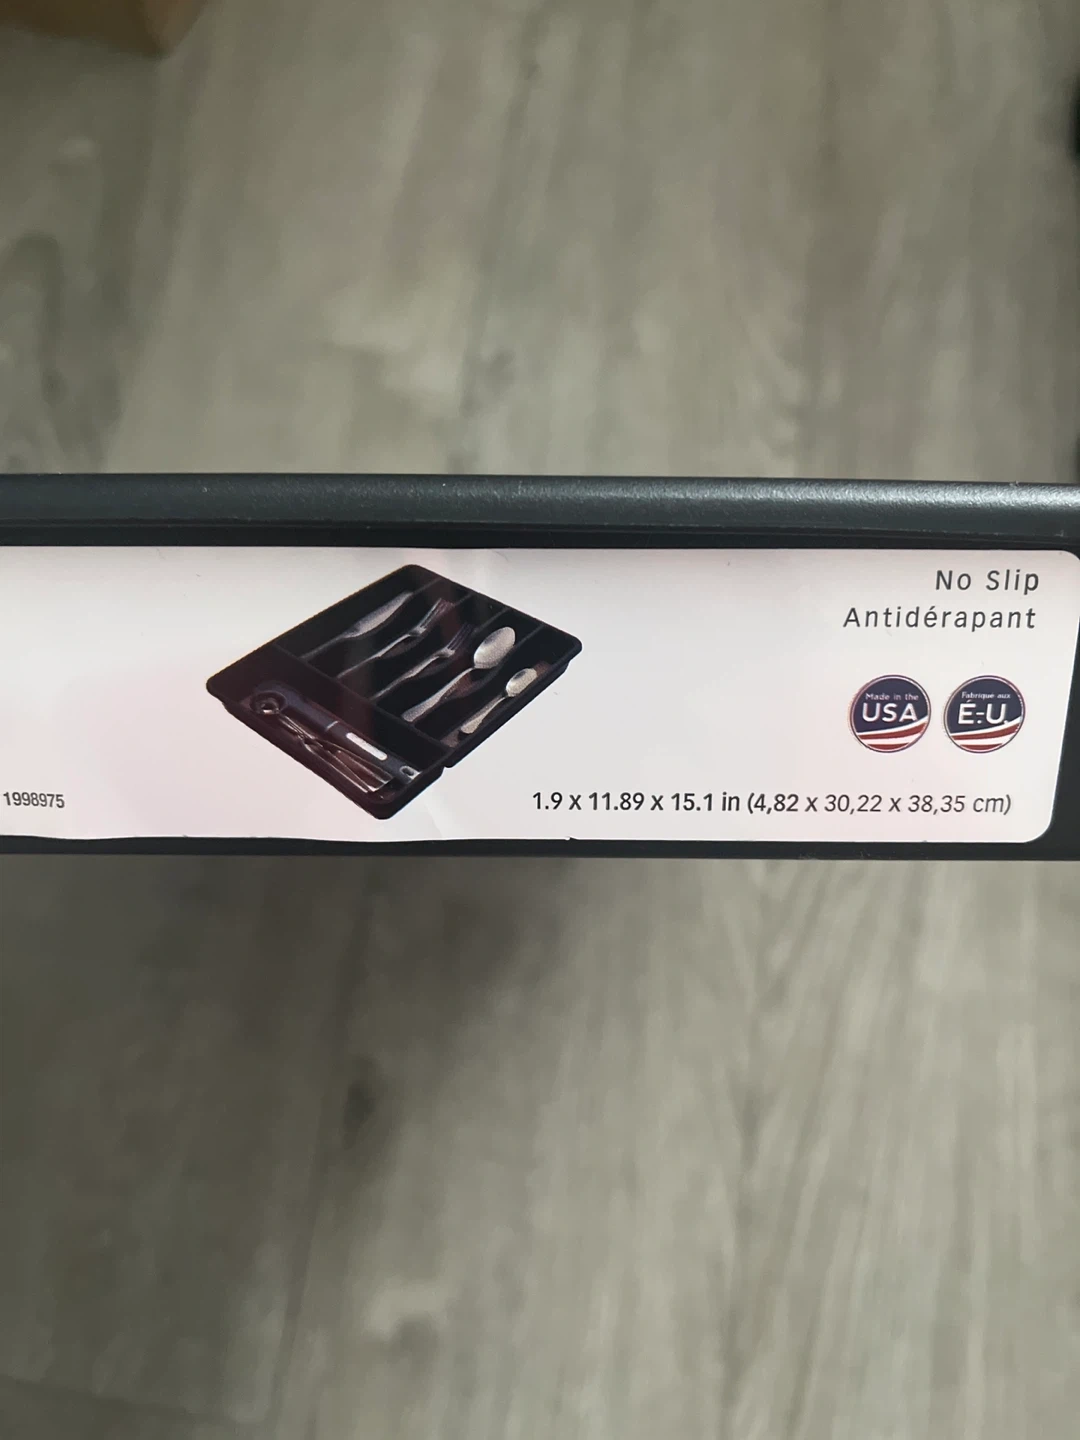 No Slip
Antidérapant
Made in the
USA
Fabriqué aux
É.-U.
1998975
1.9 x 11.89 x 15.1 in (4,82 x 30,22 x 38,35 cm)